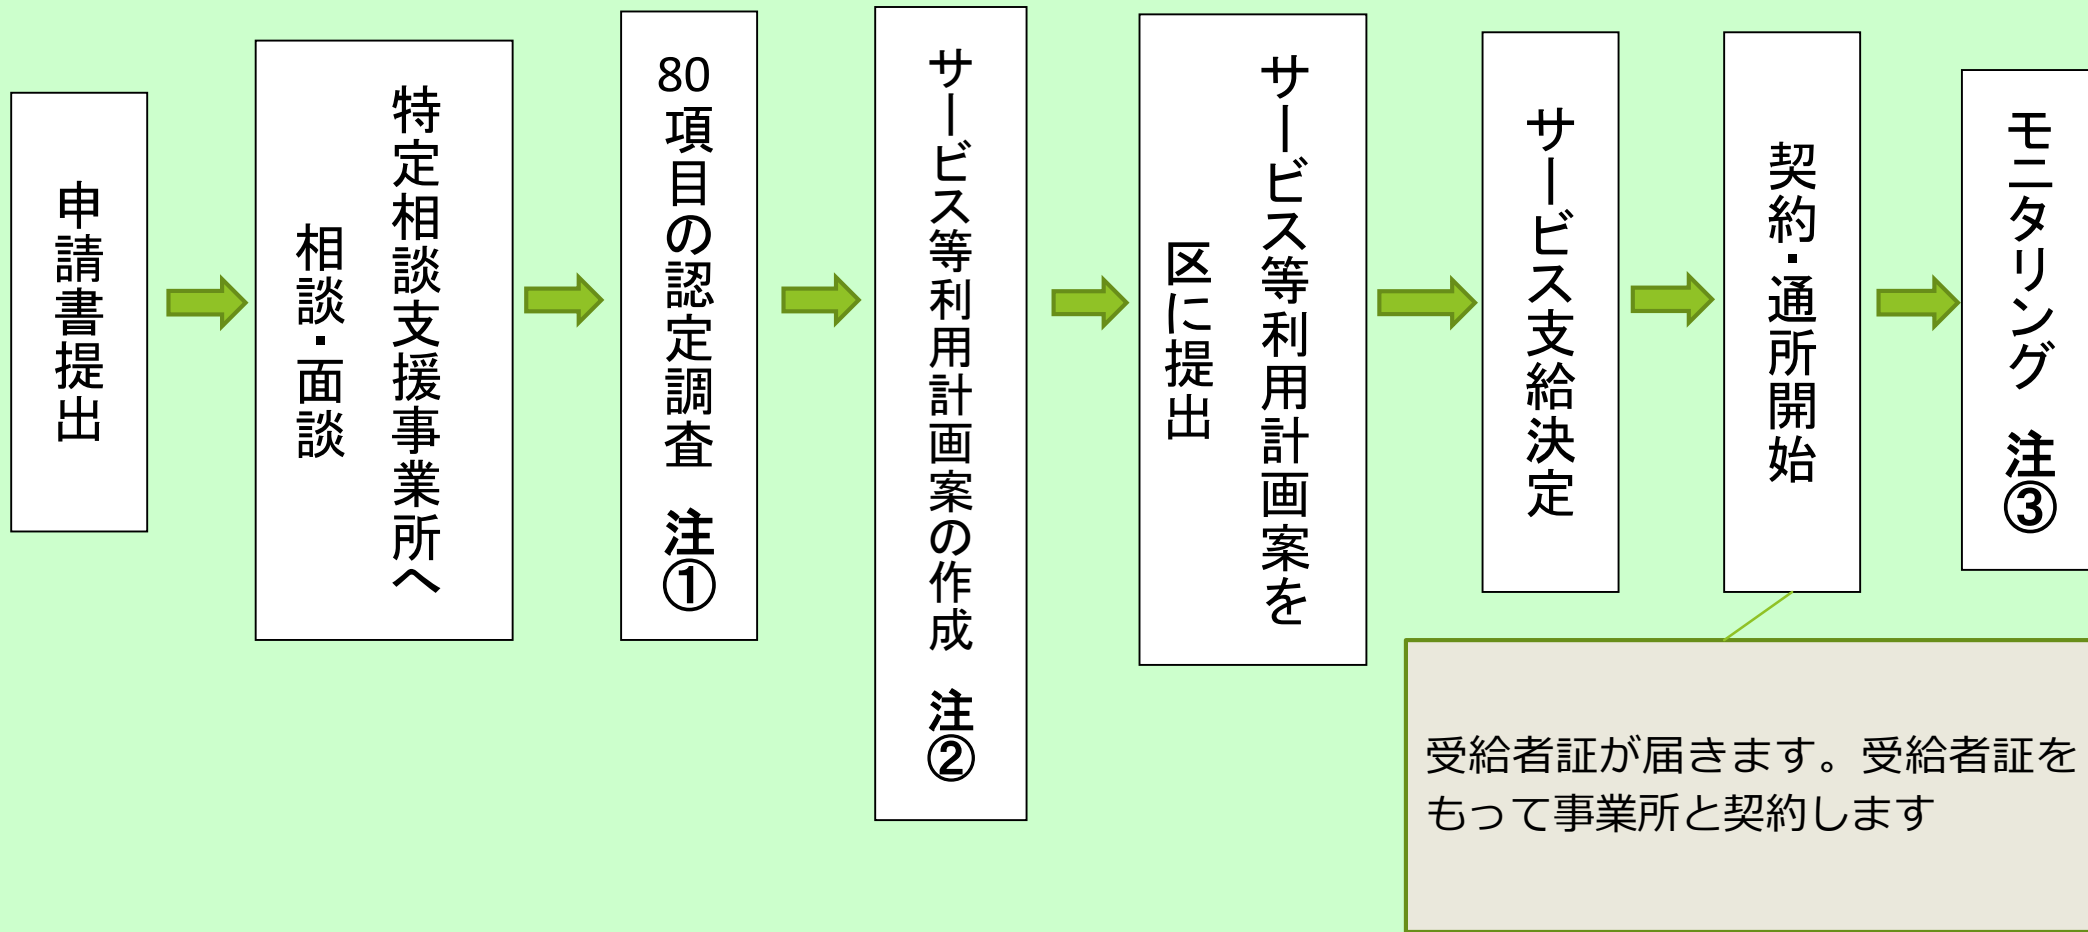 申請書提出
特定相談支援事業所へ
相談・面談
80項目の認定調査　注①
サービス等利用計画案の作成　注②
サービス等利用計画案を
区に提出
サービス支給決定
契約・通所開始
モニタリング　注③
受給者証が届きます。受給者証を
もって事業所と契約します